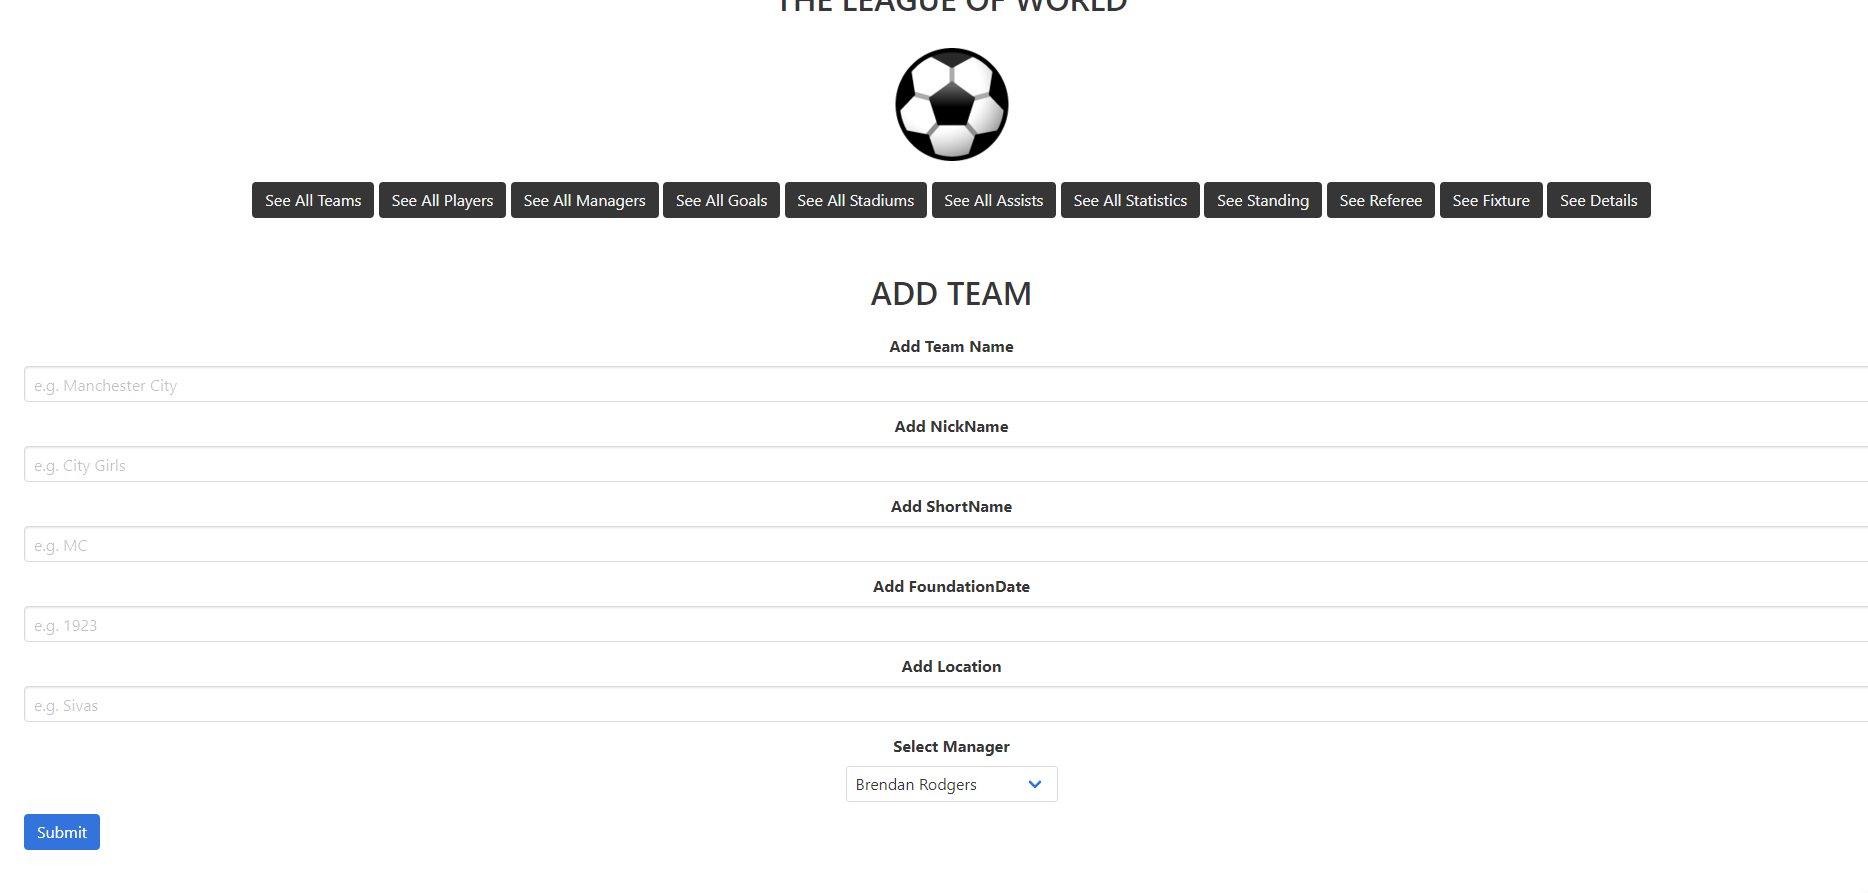 THE LEAGUE OF WORLD
See All Teams See All Players See All Managers See All Goals See All Stadiums See All Assists See All Statistics See Standing See Referee See Fixture See Details
ADD TEAM
Add Team Name
e.g. Manchester City
Add NickName
e.g. City Girls
Add ShortName
e.g. MC
Add FoundationDate
e.g. 1923
Add Location
e.g. Sivas
Select Manager
Brendan Rodgers
Submit